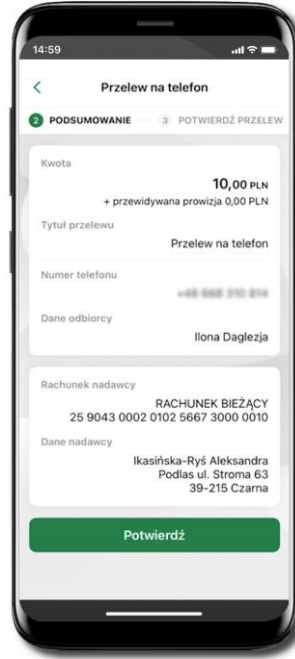 14:59
Przelew na telefon
2 PODSUMOWANIE 3 POTWIERDŹ PRZELEW
Kwota
10,00 PLN
+ przewidywana prowizja 0,00 PLN
Tytuł przelewu
Przelew na telefon
Numer telefonu
Dane odbiorcy
Ilona Daglezja
Rachunek nadawcy
RACHUNEK BIEŻĄCY
25 9043 0002 0102 5667 3000 0010
Dane nadawcy
Ikasińska-Ryś Aleksandra
Podlas ul. Stroma 63
39-215 Czarna
Potwierdź